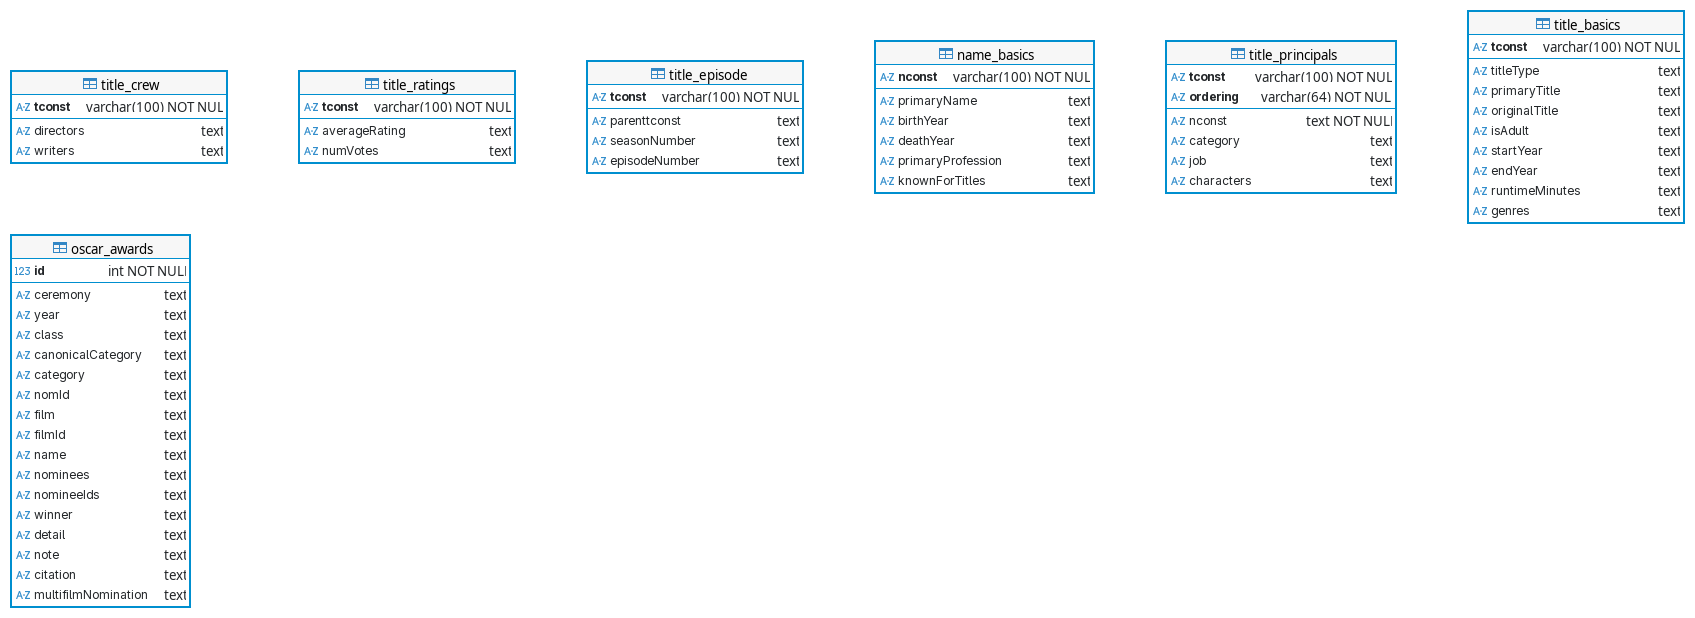 title_crew
A-Z tconst varchar(100) NOT NUL
A-Z directors text
A-Z writers text
title_ratings
A-Z tconst varchar(100) NOT NUL
A-Z averageRating text
A-Z numVotes text
title_episode
A-Z tconst varchar(100) NOT NUL
A-Z parenttconst text
A-Z seasonNumber text
A-Z episodeNumber text
name_basics
A-Z nconst varchar(100) NOT NUL
A-Z primaryName text
A-Z birthYear text
A-Z deathYear text
A-Z primaryProfession text
A-Z knownForTitles text
title_principals
A-Z tconst varchar(100) NOT NUL
A-Z ordering varchar(64) NOT NUL
A-Z nconst text NOT NULL
A-Z category text
A-Z job text
A-Z characters text
title_basics
A-Z tconst varchar(100) NOT NUL
A-Z titleType text
A-Z primaryTitle text
A-Z originalTitle text
A-Z isAdult text
A-Z startYear text
A-Z endYear text
A-Z runtimeMinutes text
A-Z genres text
oscar_awards
123 id int NOT NULL
A-Z ceremony text
A-Z year text
A-Z class text
A-Z canonicalCategory text
A-Z category text
A-Z nomId text
A-Z film text
A-Z filmId text
A-Z name text
A-Z nominees text
A-Z nomineeIds text
A-Z winner text
A-Z detail text
A-Z note text
A-Z citation text
A-Z multifilmNomination text